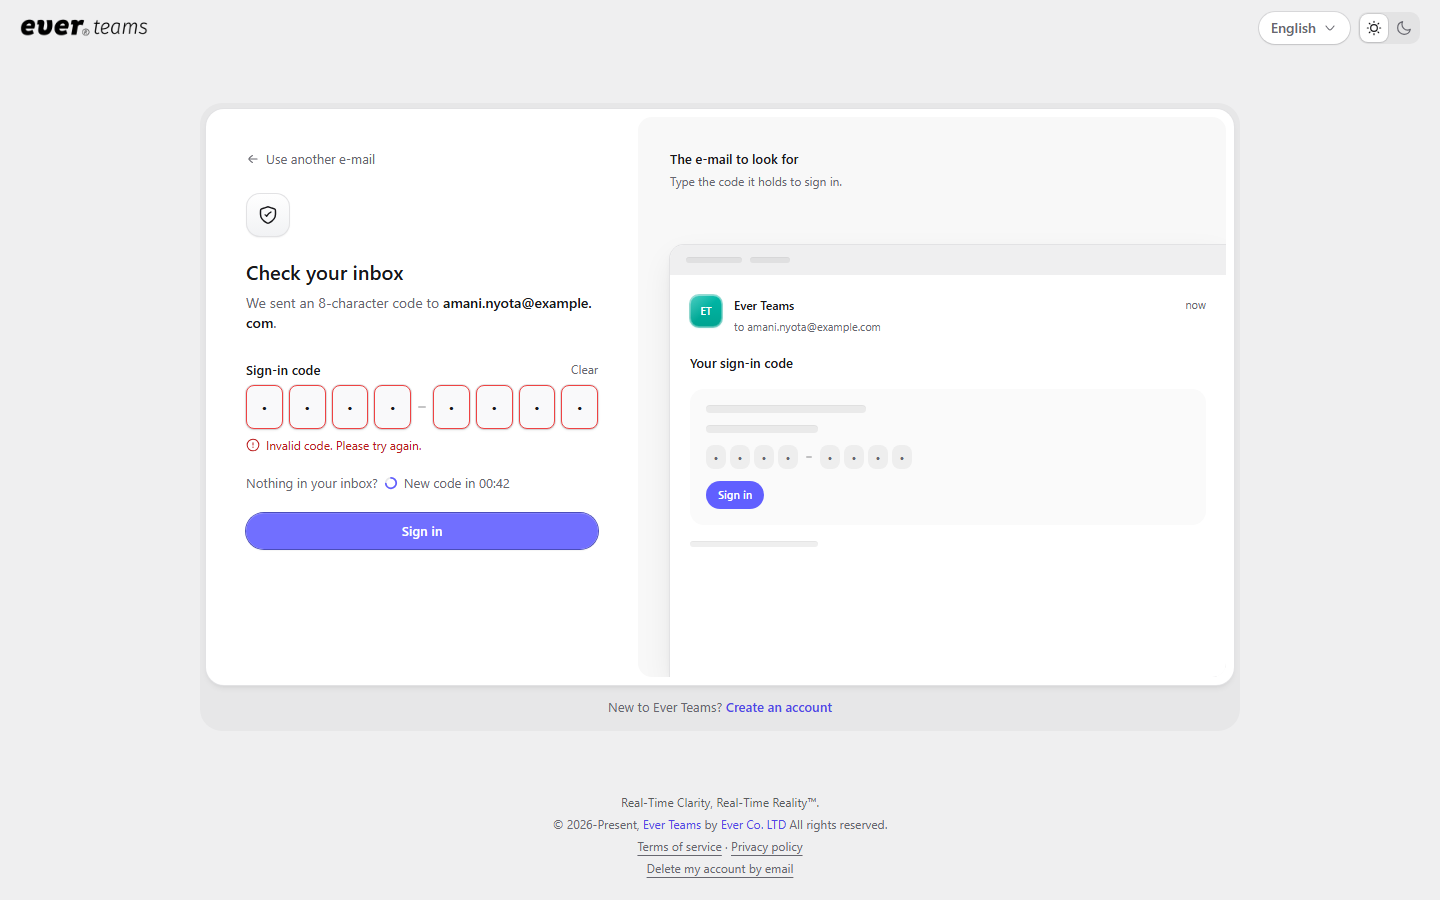 ever® teams
English
Use another e-mail
Check your inbox
We sent an 8-character code to amani.nyota@example.
com.
Sign-in code
Clear
Invalid code. Please try again.
Nothing in your inbox? New code in 00:42
Sign in
The e-mail to look for
Type the code it holds to sign in.
ET
Ever Teams
now
to amani.nyota@example.com
Your sign-in code
Sign in
New to Ever Teams? Create an account
Real-Time Clarity, Real-Time Reality™.
© 2026-Present, Ever Teams by Ever Co. LTD All rights reserved.
Terms of service · Privacy policy
Delete my account by email